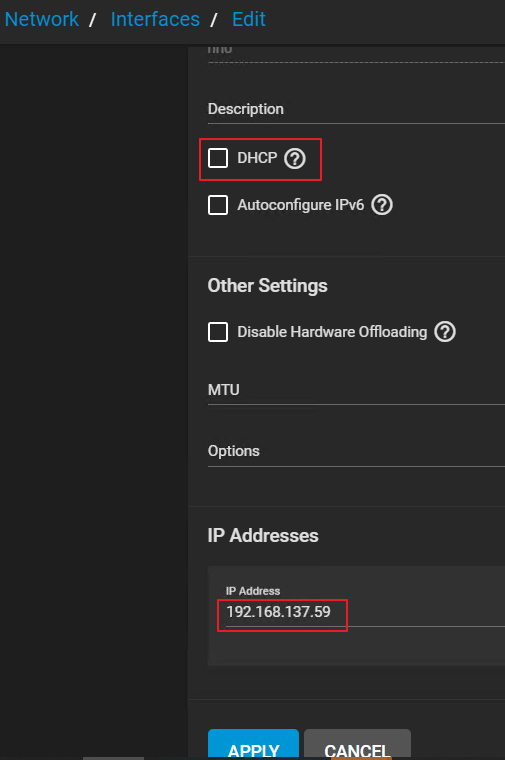 Network / Interfaces / Edit
Description
DHCP ?
Autoconfigure IPv6 ?
Other Settings
Disable Hardware Offloading ?
MTU
Options
IP Addresses
IP Address
192.168.137.59
APPLY CANCEL